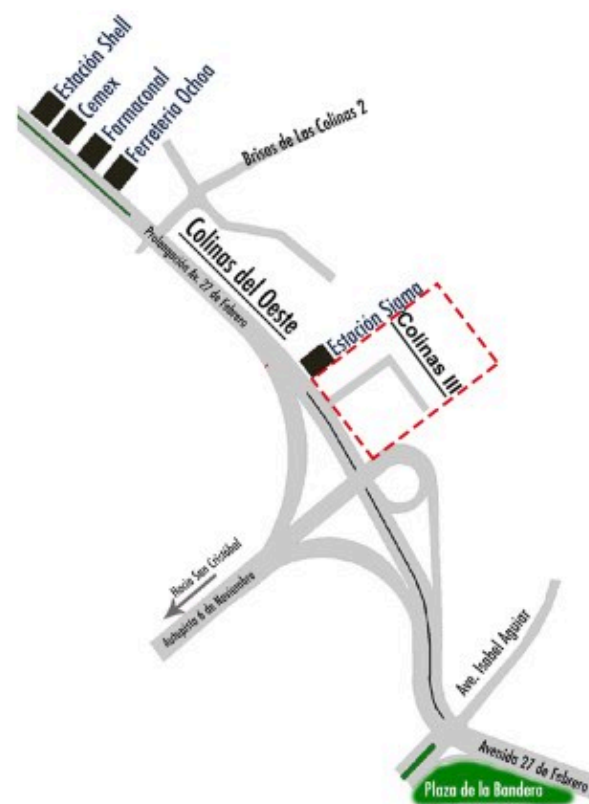 Estación Shell
Cemex
Farmaconal
Ferreteria Ochoa
Brisas de Las Colinas 2
Prolongación Av. 27 de Febrero
Colinas del Oeste
Estación Sigma
Colinas III
Hacia San Cristóbal
Autopista 6 de Noviembre
Ave. Isabel Aguiar
Avenida 27 de Febrero
Plaza de la Bandera